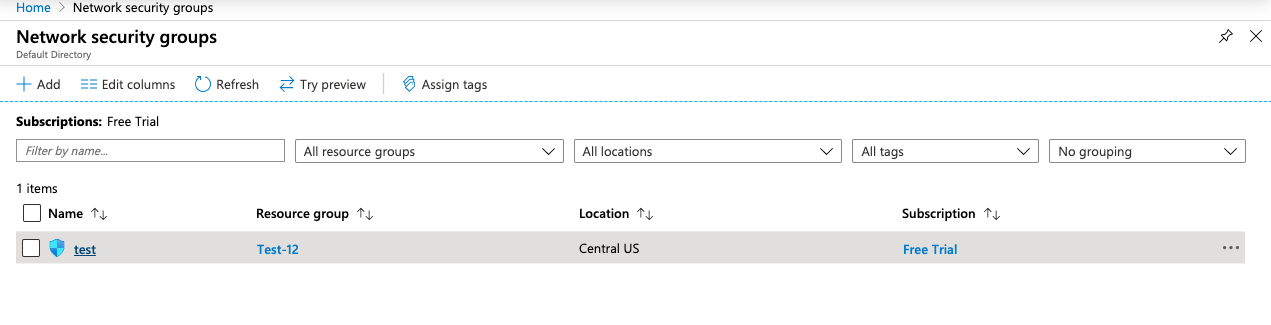 Home > Network security groups
Network security groups
Default Directory
Add Edit columns Refresh Try preview Assign tags
Subscriptions: Free Trial
Filter by name... All resource groups All locations All tags No grouping
1 items
Name Resource group Location Subscription
test Test-12 Central US Free Trial